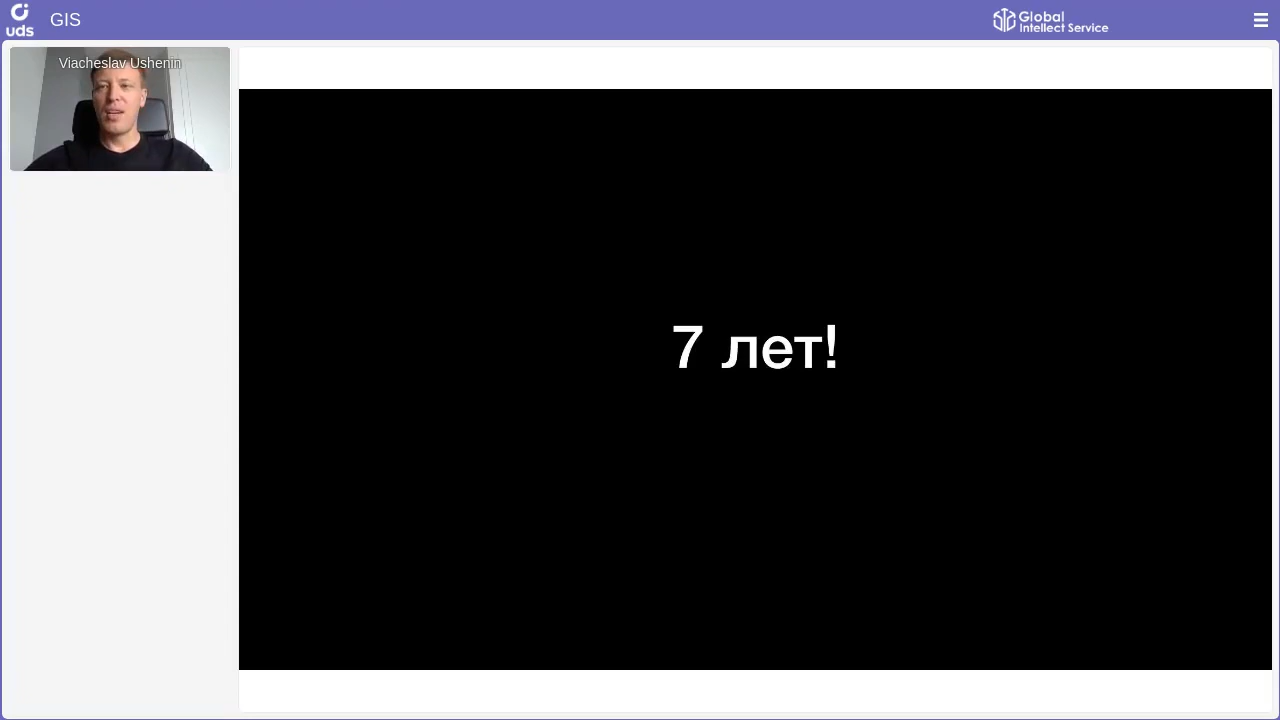 uds
GIS
Global
Intellect Service
Viacheslav Ushenin
7 лет!